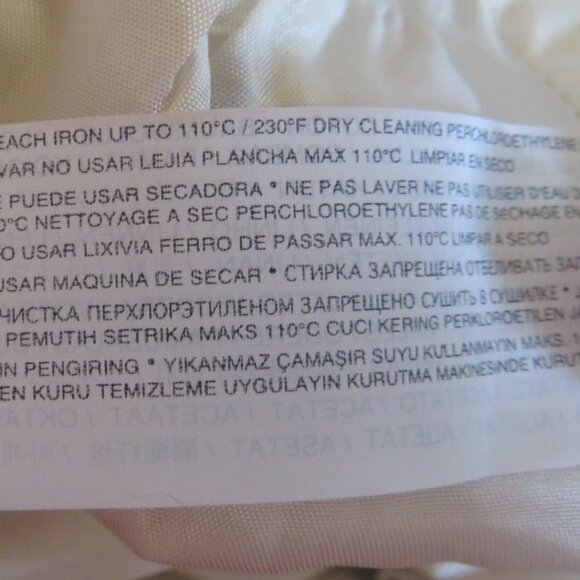 EACH IRON UP TO 110°C / 230°F DRY CLEANING PERCHLOROETHYLENE
VAR NO USAR LEJIA PLANCHA MAX 110°C LIMPIAR EN SECO
E PUEDE USAR SECADORA * NE PAS LAVER NE PAS UTILISER D'EAU D
0°C NETTOYAGE A SEC PERCHLOROETHYLENE PAS DE SECHAGE EN
O USAR LIXIVIA FERRO DE PASSAR MAX. 110°C LIMPAR A SECO
USAR MAQUINA DE SECAR * СТИРКА ЗАПРЕЩЕНА ОТБЕЛИВАТЬ ЗАП
ЧИСТКА ПЕРХЛОРЭТИЛЕНОМ ЗАПРЕЩЕНО СУШИТЬ В СУШИЛКЕ *
PEMUTIH SETRIKA MAKS 110°C CUCI KERING PERKLOROETILEN JA
IN PENGIRING * YIKANMAZ ÇAMAŞIR SUYU KULLANMAYIN MAKS. 1
EN KURU TEMIZLEME UYGULAYIN KURUTMA MAKINESINDE KURUT